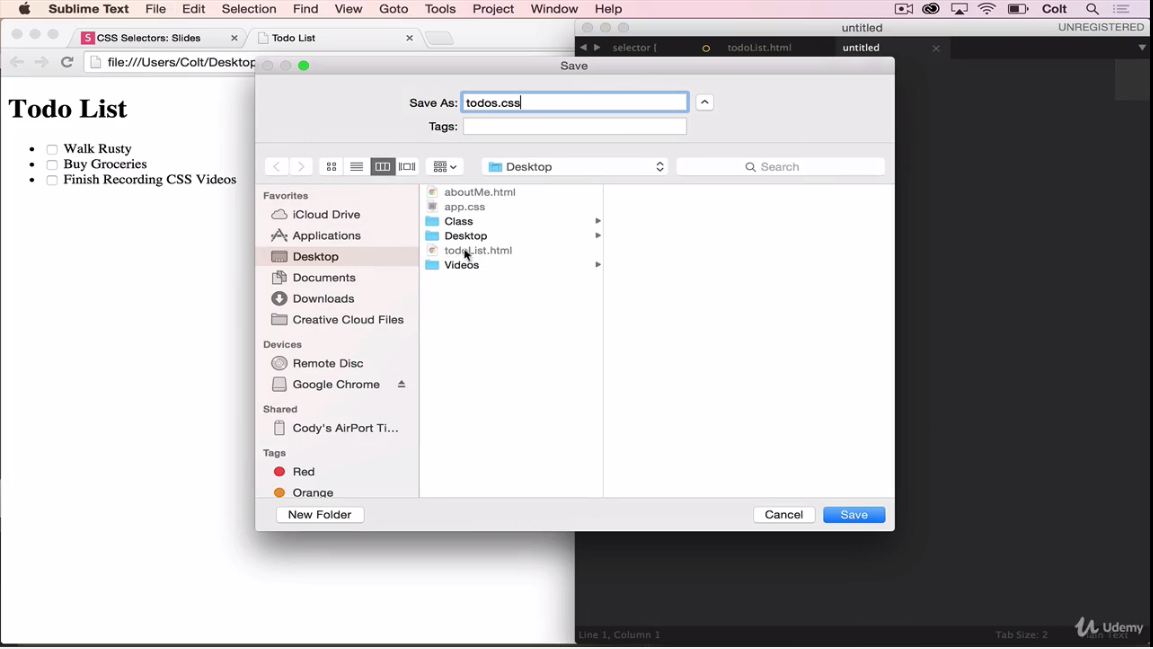 Sublime Text File Edit Selection Find View Goto Tools Project Window Help Colt
CSS Selectors: Slides Todo List
file:///Users/Colt/Desktop
Todo List
Walk Rusty
Buy Groceries
Finish Recording CSS Videos
untitled UNREGISTERED
selector { todoList.html untitled
Save
Save As: todos.css
Tags:
Desktop Search
Favorites
iCloud Drive
Applications
Desktop
Documents
Downloads
Creative Cloud Files
Devices
Remote Disc
Google Chrome
Shared
Cody's AirPort Ti...
Tags
Red
Orange
aboutMe.html
app.css
Class
Desktop
todoList.html
Videos
New Folder Cancel Save
Line 1, Column 1 Tab Size: 2 Plain Text
Udemy